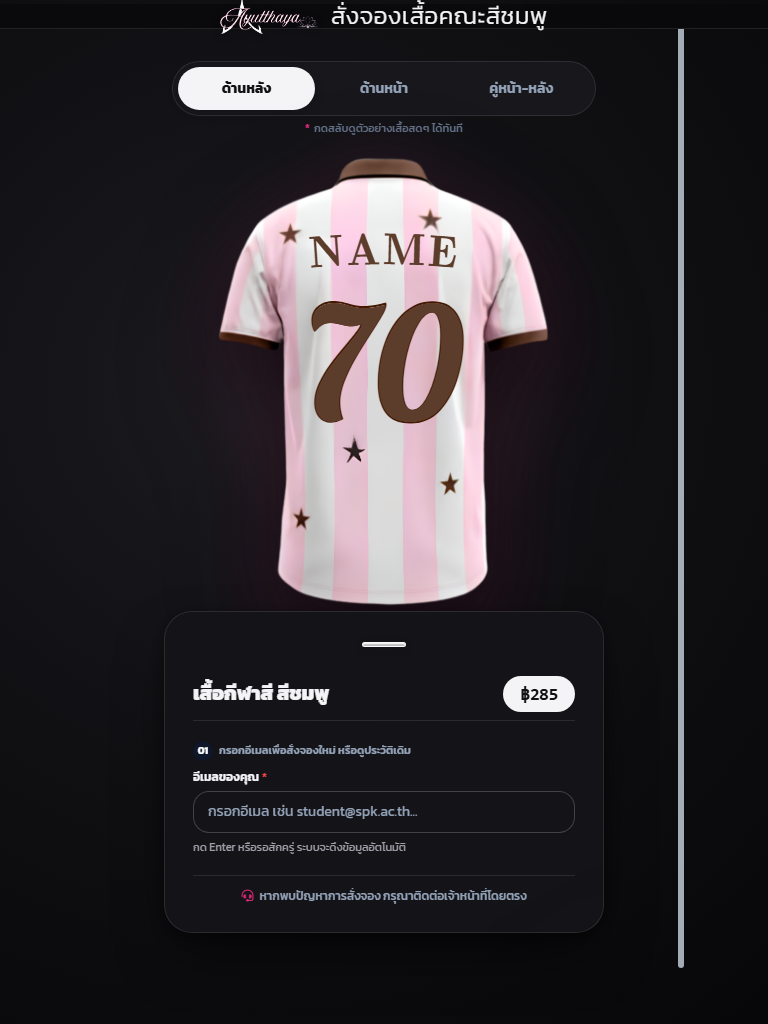 Ayutthaya สั่งจองเสื้อคณะสีชมพู
ด้านหลัง ด้านหน้า คู่หน้า-หลัง
* กดสลับดูตัวอย่างเสื้อสดๆ ได้ทันที
NAME
70
เสื้อกีฬาสี สีชมพู ฿285
01 กรอกอีเมลเพื่อสั่งจองใหม่ หรือดูประวัติเดิม
อีเมลของคุณ *
กรอกอีเมล เช่น student@spk.ac.th...
กด Enter หรือรอสักครู่ ระบบจะดึงข้อมูลอัตโนมัติ
หากพบปัญหาการสั่งจอง กรุณาติดต่อเจ้าหน้าที่โดยตรง